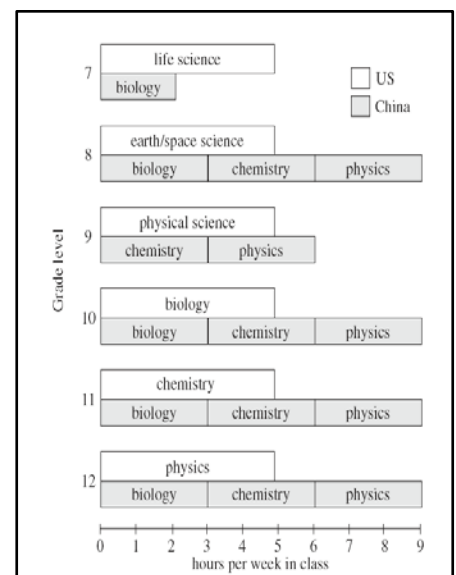 life science
7
biology
US
China
earth/space science
8
biology chemistry physics
physical science
9
chemistry physics
Grade level
biology
10
biology chemistry physics
chemistry
11
biology chemistry physics
physics
12
biology chemistry physics
0 1 2 3 4 5 6 7 8 9
hours per week in class